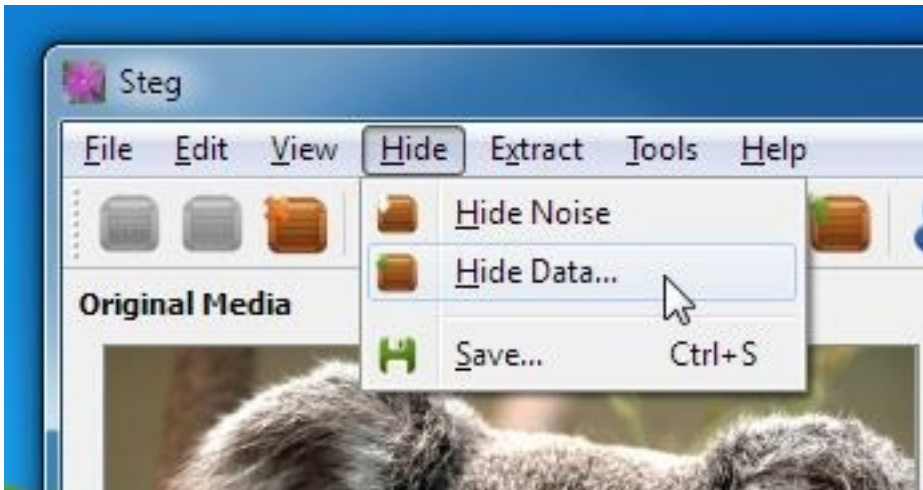 Steg
File Edit View Hide Extract Tools Help
Hide Noise
Hide Data...
Original Media
Save... Ctrl+S